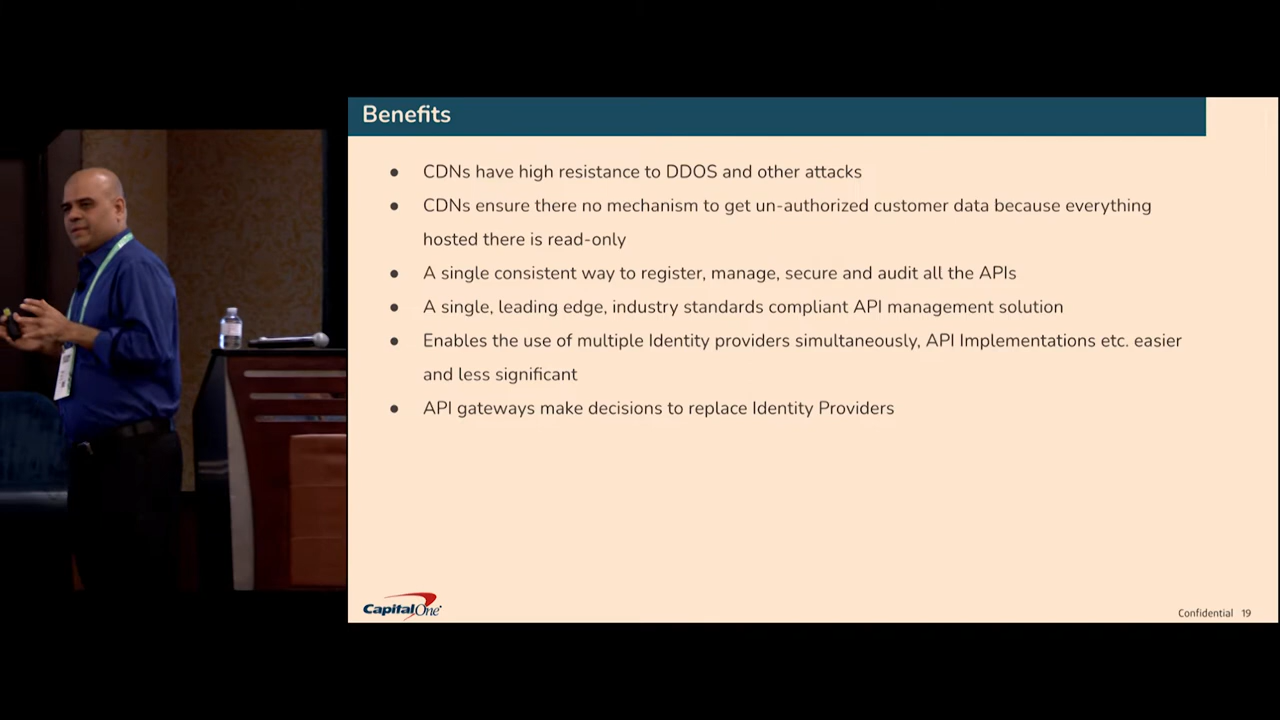 Benefits
● CDNs have high resistance to DDOS and other attacks
● CDNs ensure there no mechanism to get un-authorized customer data because everything
hosted there is read-only
● A single consistent way to register, manage, secure and audit all the APIs
● A single, leading edge, industry standards compliant API management solution
● Enables the use of multiple Identity providers simultaneously, API Implementations etc. easier
and less significant
● API gateways make decisions to replace Identity Providers
CapitalOne
Confidential 19